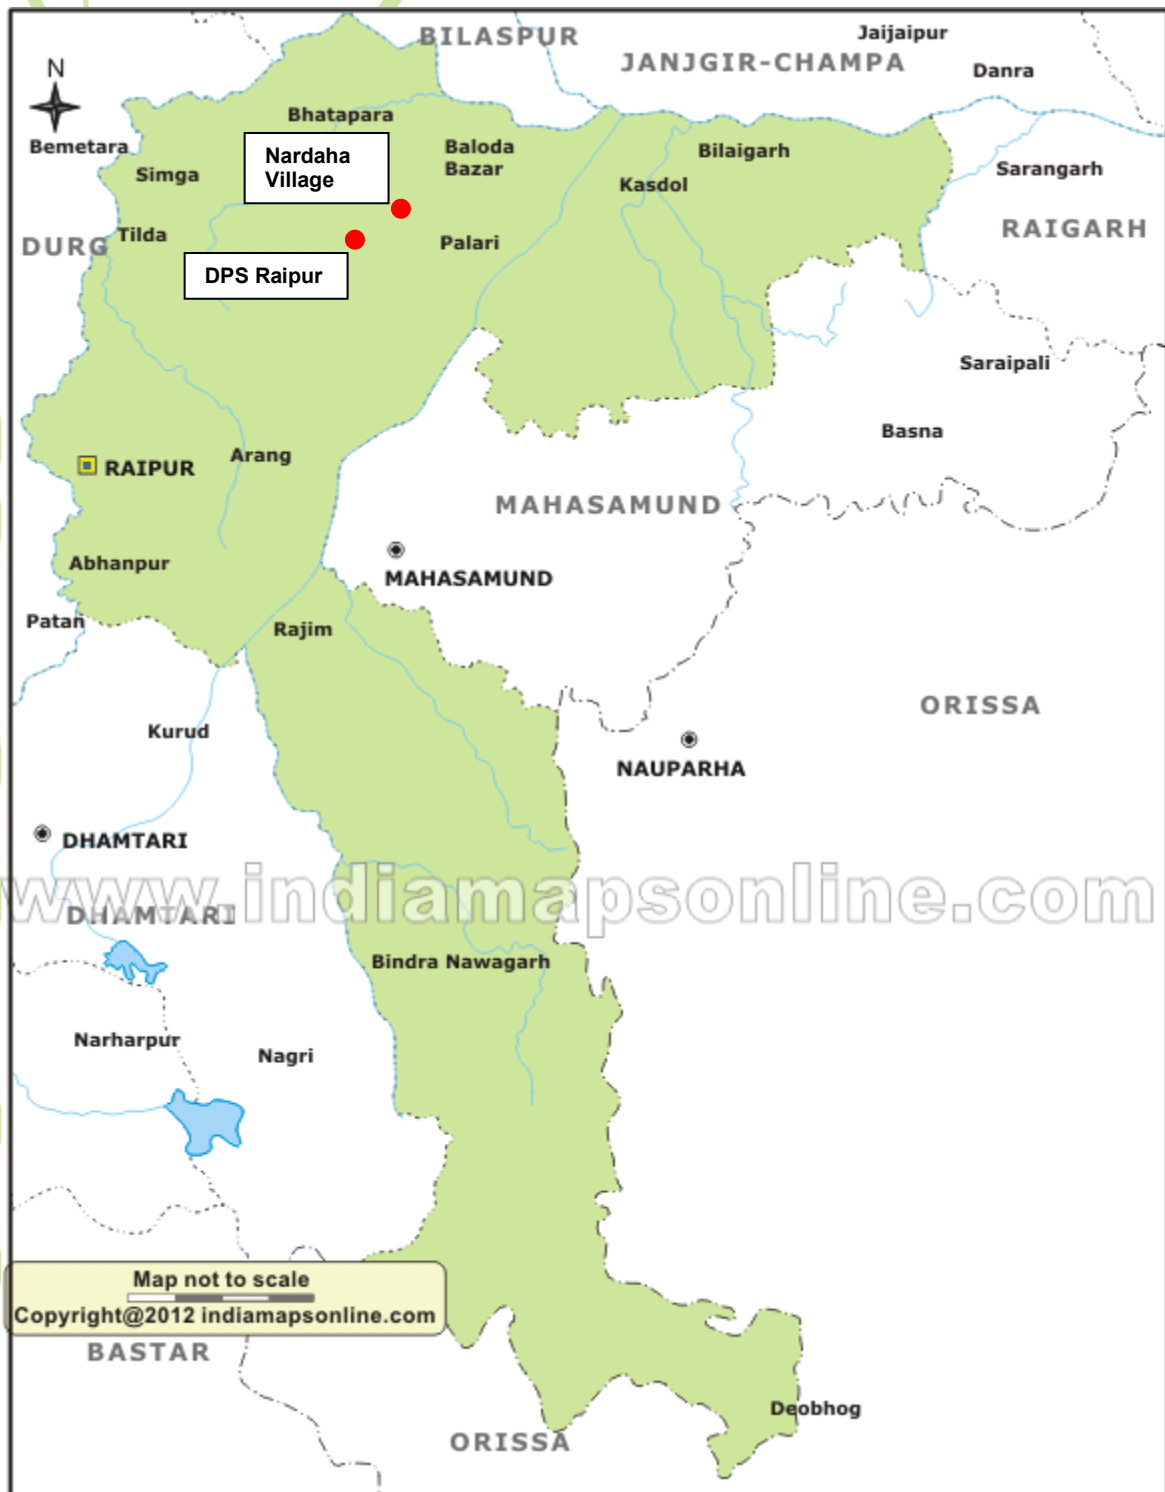 BILASPUR
Jaijaipur
JANJGIR-CHAMPA
Danra
N
Bhatapara
Bemetara
Nardaha
Village
Baloda
Bazar
Bilaigarh
Simga
Kasdol
Sarangarh
RAIGARH
DURG
Tilda
Palari
DPS Raipur
Saraipali
Basna
Arang
RAIPUR
MAHASAMUND
Abhanpur
MAHASAMUND
Patan
Rajim
ORISSA
Kurud
NAUPARHA
DHAMTARI
www.indiamapsonline.com
DHAMTARI
Bindra Nawagarh
Narharpur
Nagri
Map not to scale
Copyright@2012 indiamapsonline.com
BASTAR
Deobhog
ORISSA